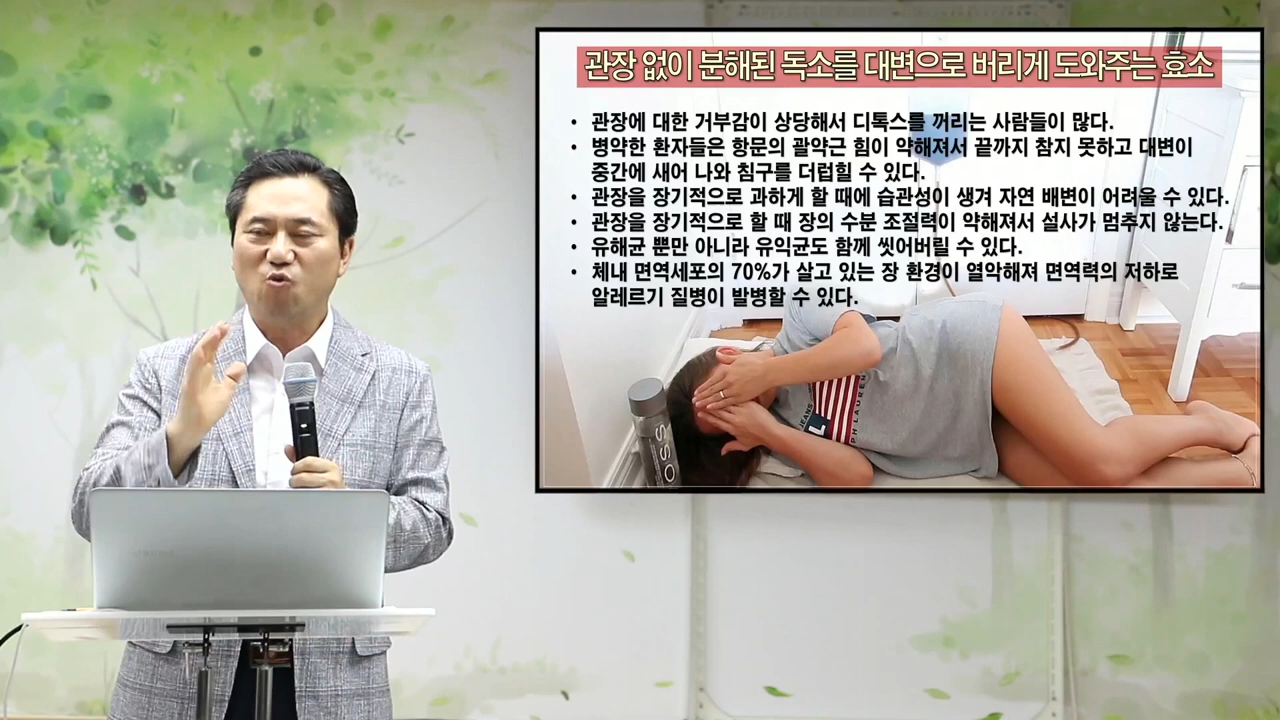 관장 없이 분해된 독소를 대변으로 버리게 도와주는 효소
• 관장에 대한 거부감이 상당해서 디톡스를 꺼리는 사람들이 많다.
• 병약한 환자들은 항문의 괄약근 힘이 약해져서 끝까지 참지 못하고 대변이
중간에 새어 나와 침구를 더럽힐 수 있다.
• 관장을 장기적으로 과하게 할 때에 습관성이 생겨 자연 배변이 어려울 수 있다.
• 관장을 장기적으로 할 때 장의 수분 조절력이 약해져서 설사가 멈추지 않는다.
• 유해균 뿐만 아니라 유익균도 함께 씻어버릴 수 있다.
• 체내 면역세포의 70%가 살고 있는 장 환경이 열악해져 면역력의 저하로
알레르기 질병이 발병할 수 있다.
JEANS
PH LAUREN
L
VOSS